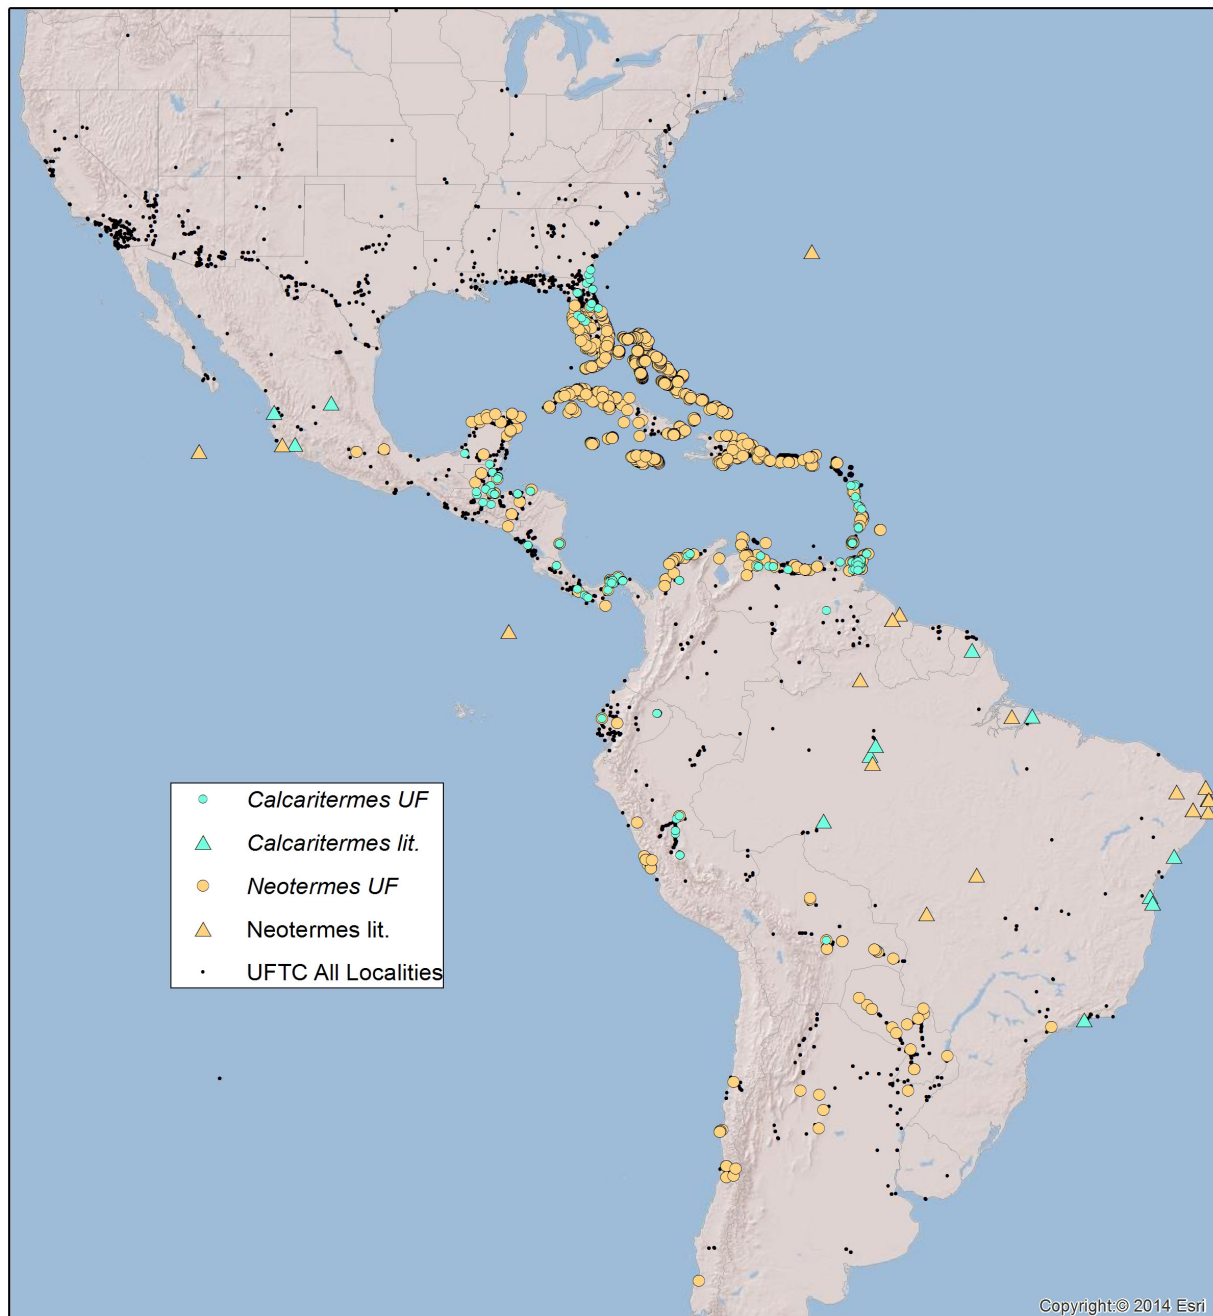 Calcaritermes UF
Calcaritermes lit.
Neotermes UF
Neotermes lit.
UFTC All Localities
Copyright:© 2014 Esri